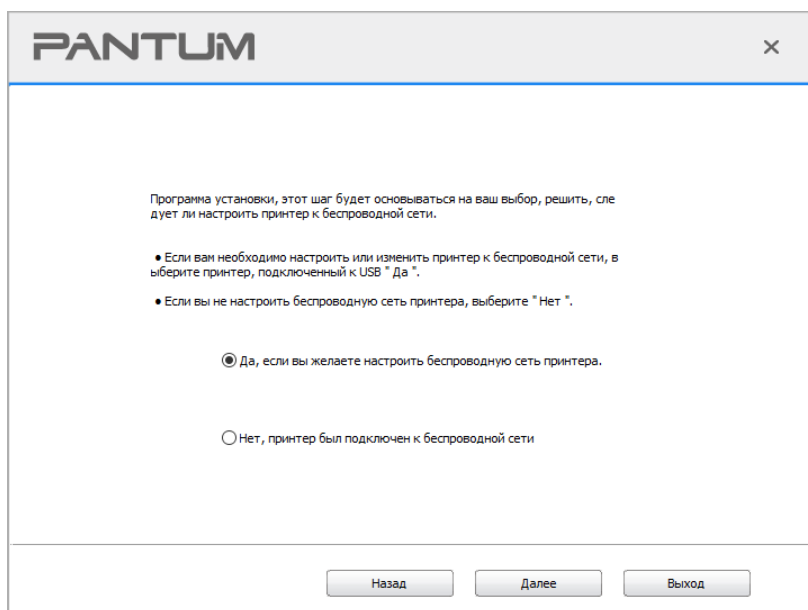 PANTUM
Программа установки, этот шаг будет основываться на ваш выбор, решить, сле
дует ли настроить принтер к беспроводной сети.
● Если вам необходимо настроить или изменить принтер к беспроводной сети, в
ыберите принтер, подключенный к USB " Да ".
● Если вы не настроить беспроводную сеть принтера, выберите " Нет ".
Да, если вы желаете настроить беспроводную сеть принтера.
Нет, принтер был подключен к беспроводной сети
Назад Далее Выход